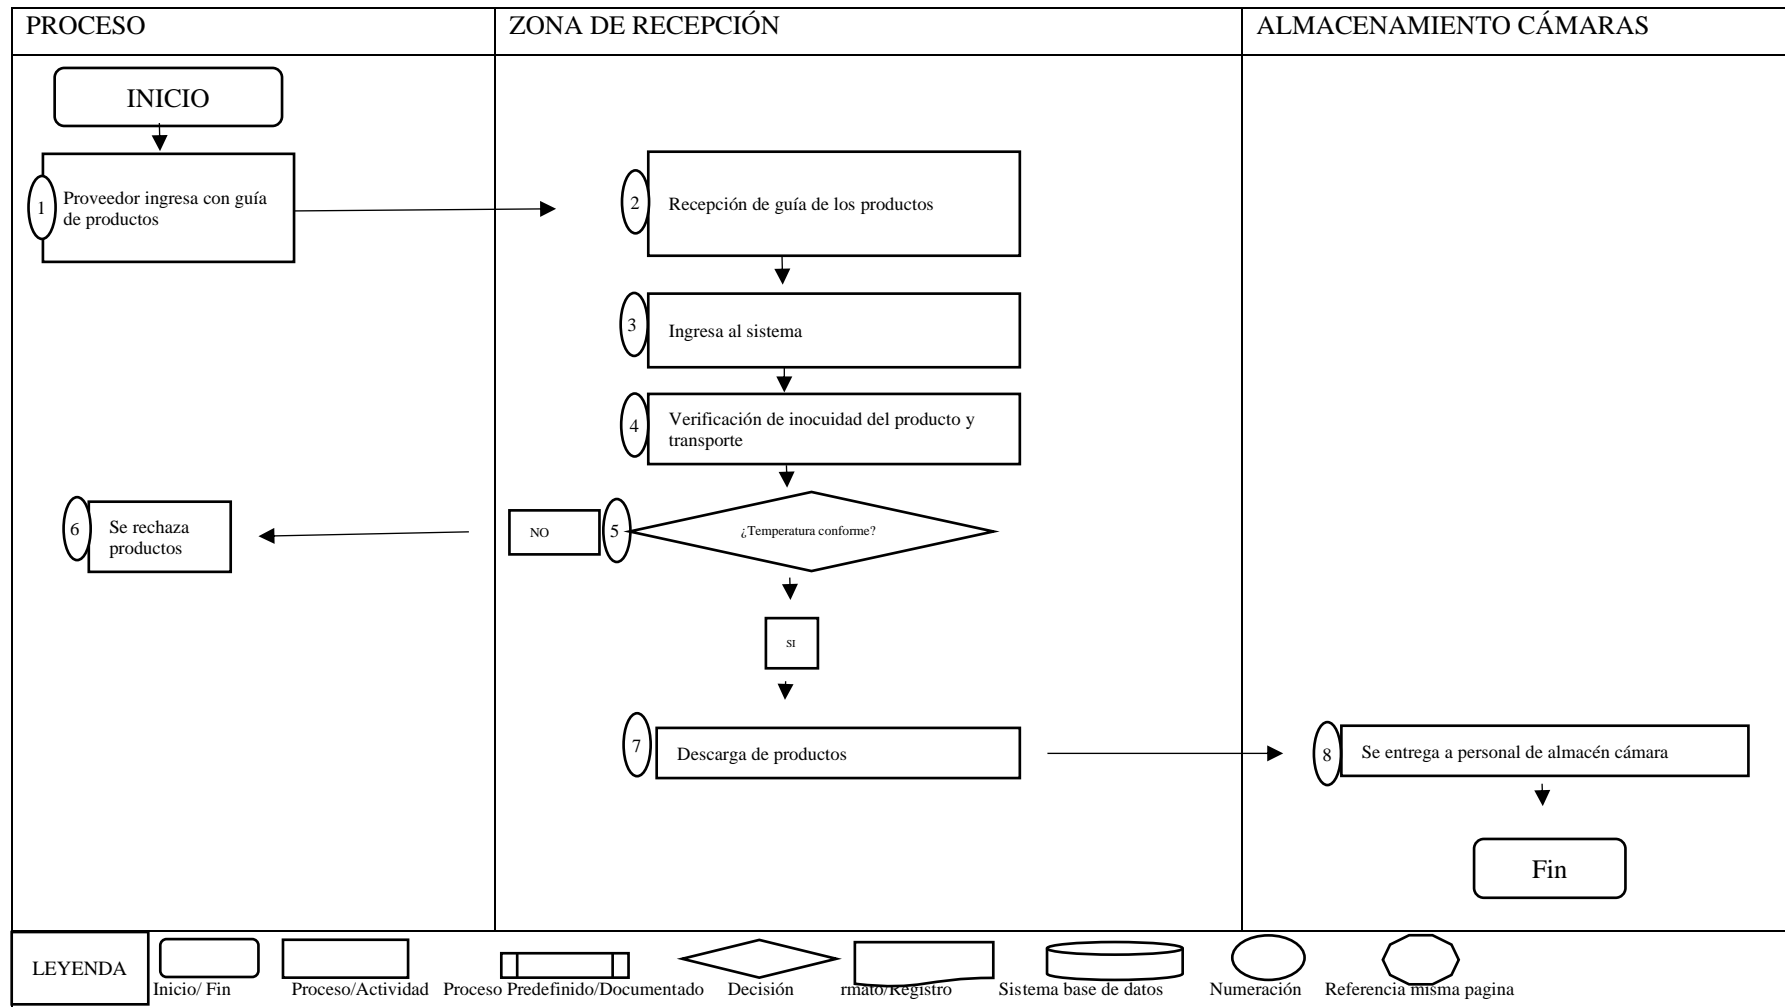 PROCESO
ZONA DE RECEPCIÓN
ALMACENAMIENTO CÁMARAS
INICIO
1
Proveedor ingresa con guía
de productos
2
Recepción de guía de los productos
3
Ingresa al sistema
4
Verificación de inocuidad del producto y
transporte
6
Se rechaza
productos
NO
5
¿Temperatura conforme?
SI
7
Descarga de productos
8
Se entrega a personal de almacén cámara
Fin
LEYENDA
Inicio/ Fin
Proceso/Actividad
Proceso Predefinido/Documentado
Decisión
rmato/Registro
Sistema base de datos
Numeración
Referencia misma pagina